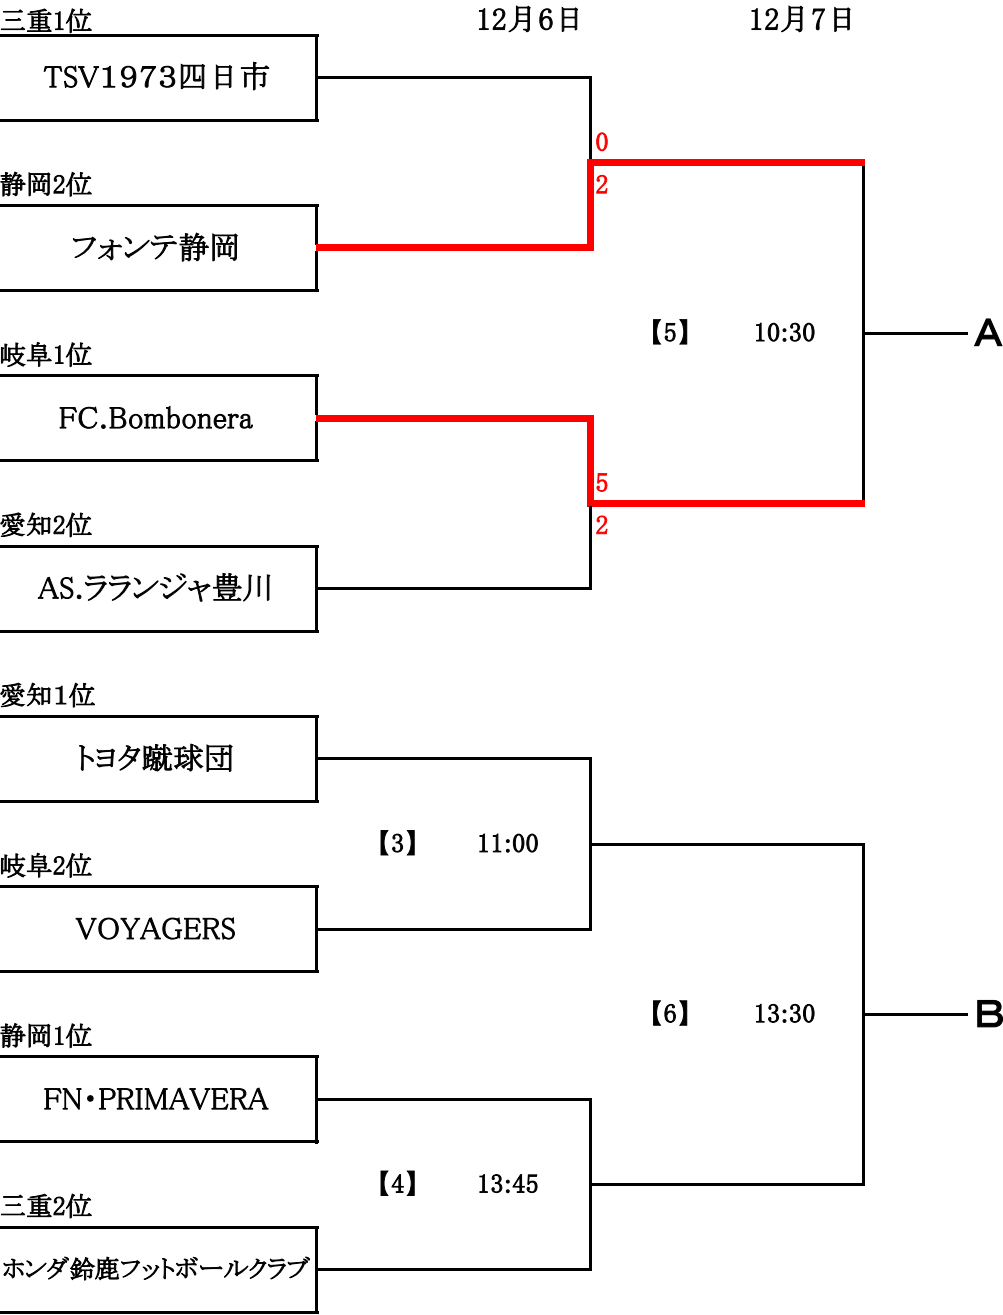 三重1位
12月6日
12月7日
TSV1973四日市
0
静岡2位
2
フォンテ静岡
【5】 10:30
A
岐阜1位
FC.Bombonera
5
愛知2位
2
AS.ラランジャ豊川
愛知1位
トヨタ蹴球団
【3】 11:00
岐阜2位
VOYAGERS
【6】 13:30
B
静岡1位
FN・PRIMAVERA
【4】 13:45
三重2位
ホンダ鈴鹿フットボールクラブ